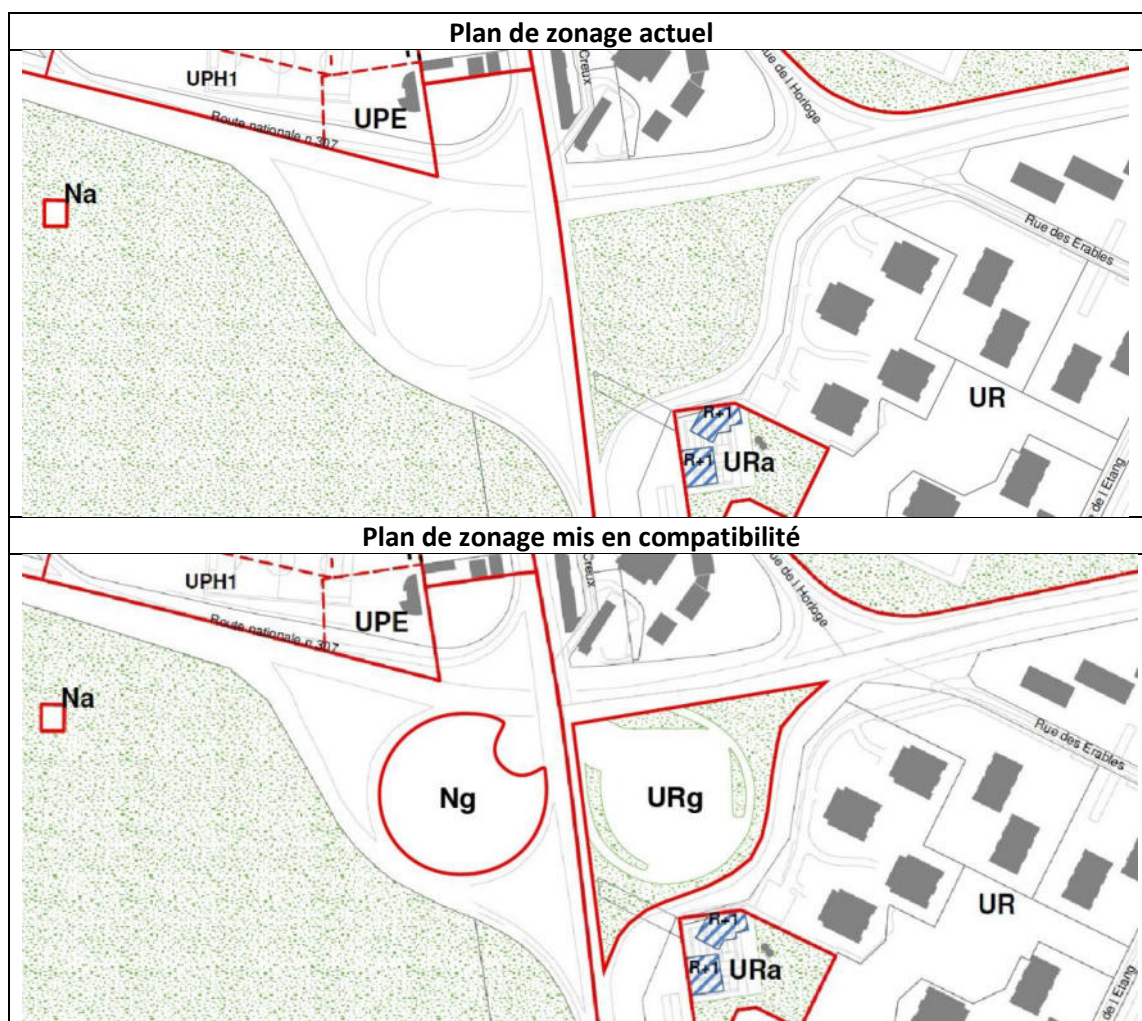 Plan de zonage actuel
UPH1
UPE
Route nationale n 307
Na
Creux
ue de l Horloge
Rue des Erables
UR
R+1
R+1
URa
de l Etang
Plan de zonage mis en compatibilité
UPH1
UPE
Route nationale n 307
Na
Creux
ue de l Horloge
Rue des Erables
Ng
URg
UR
R+1
R+1
URa
de l Etang